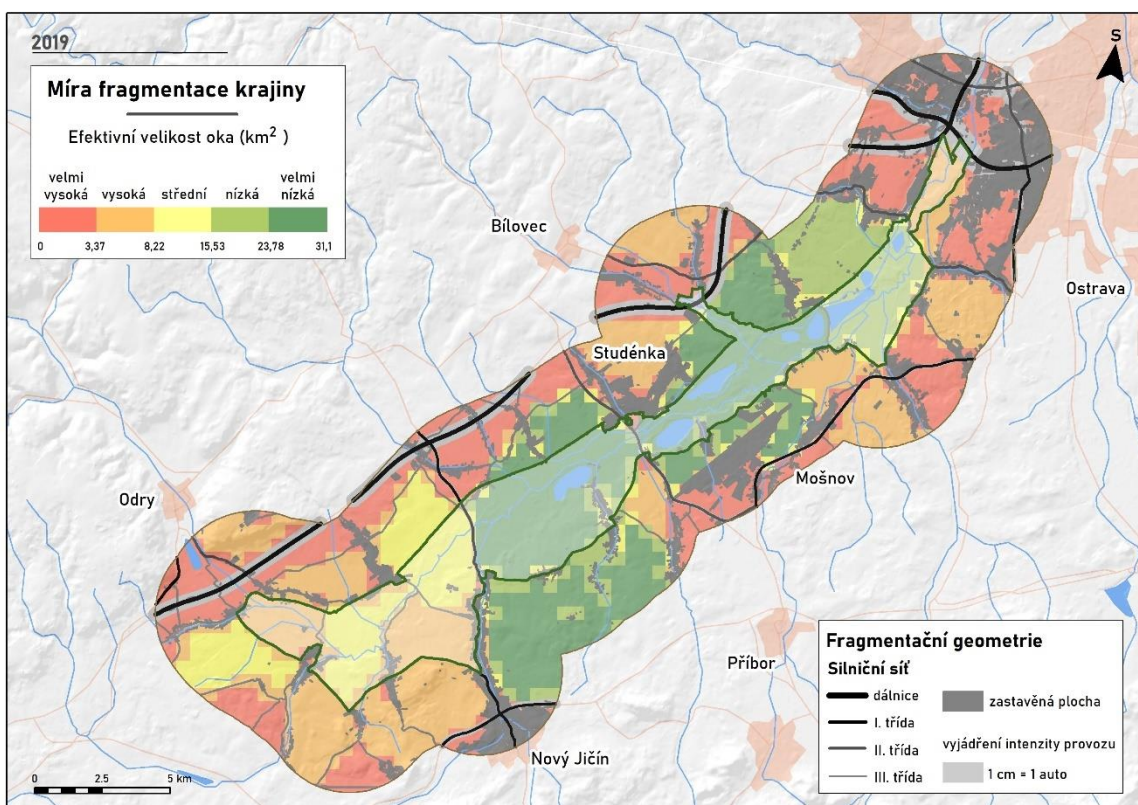 2019
Míra fragmentace krajiny
Efektivní velikost oka (km²)
velmi vysoká
vysoká
střední
nízká
velmi nízká
0 3,37 8,22 15,53 23,78 31,1
S
Bílovec
Ostrava
Studénka
Mošnov
Odry
Příbor
Nový Jičín
0 2.5 5 km
Fragmentační geometrie
Silniční síť
dálnice
I. třída
II. třída
III. třída
zastavěná plocha
vyjádření intenzity provozu
1 cm = 1 auto